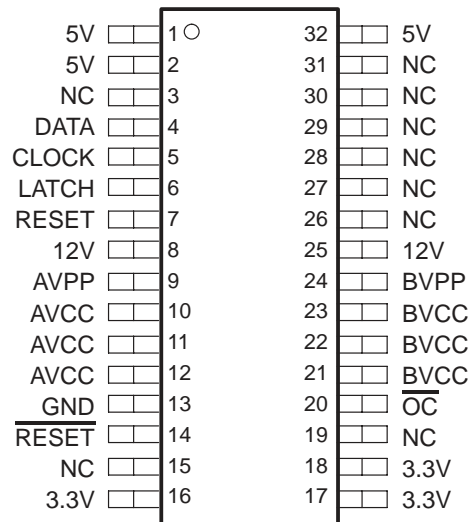 5V 1 32 5V
5V 2 31 NC
NC 3 30 NC
DATA 4 29 NC
CLOCK 5 28 NC
LATCH 6 27 NC
RESET 7 26 NC
12V 8 25 12V
AVPP 9 24 BVPP
AVCC 10 23 BVCC
AVCC 11 22 BVCC
AVCC 12 21 BVCC
GND 13 20 OC
RESET 14 19 NC
NC 15 18 3.3V
3.3V 16 17 3.3V